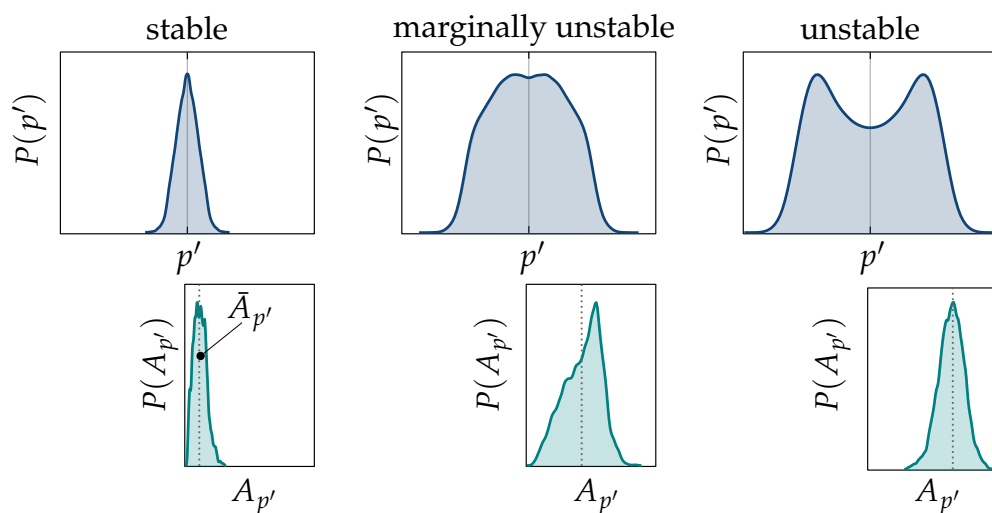 stable
marginally unstable
unstable
P(p′)
P(p′)
P(p′)
p′
p′
p′
Ā_{p′}
P(A_{p′})
P(A_{p′})
P(A_{p′})
A_{p′}
A_{p′}
A_{p′}